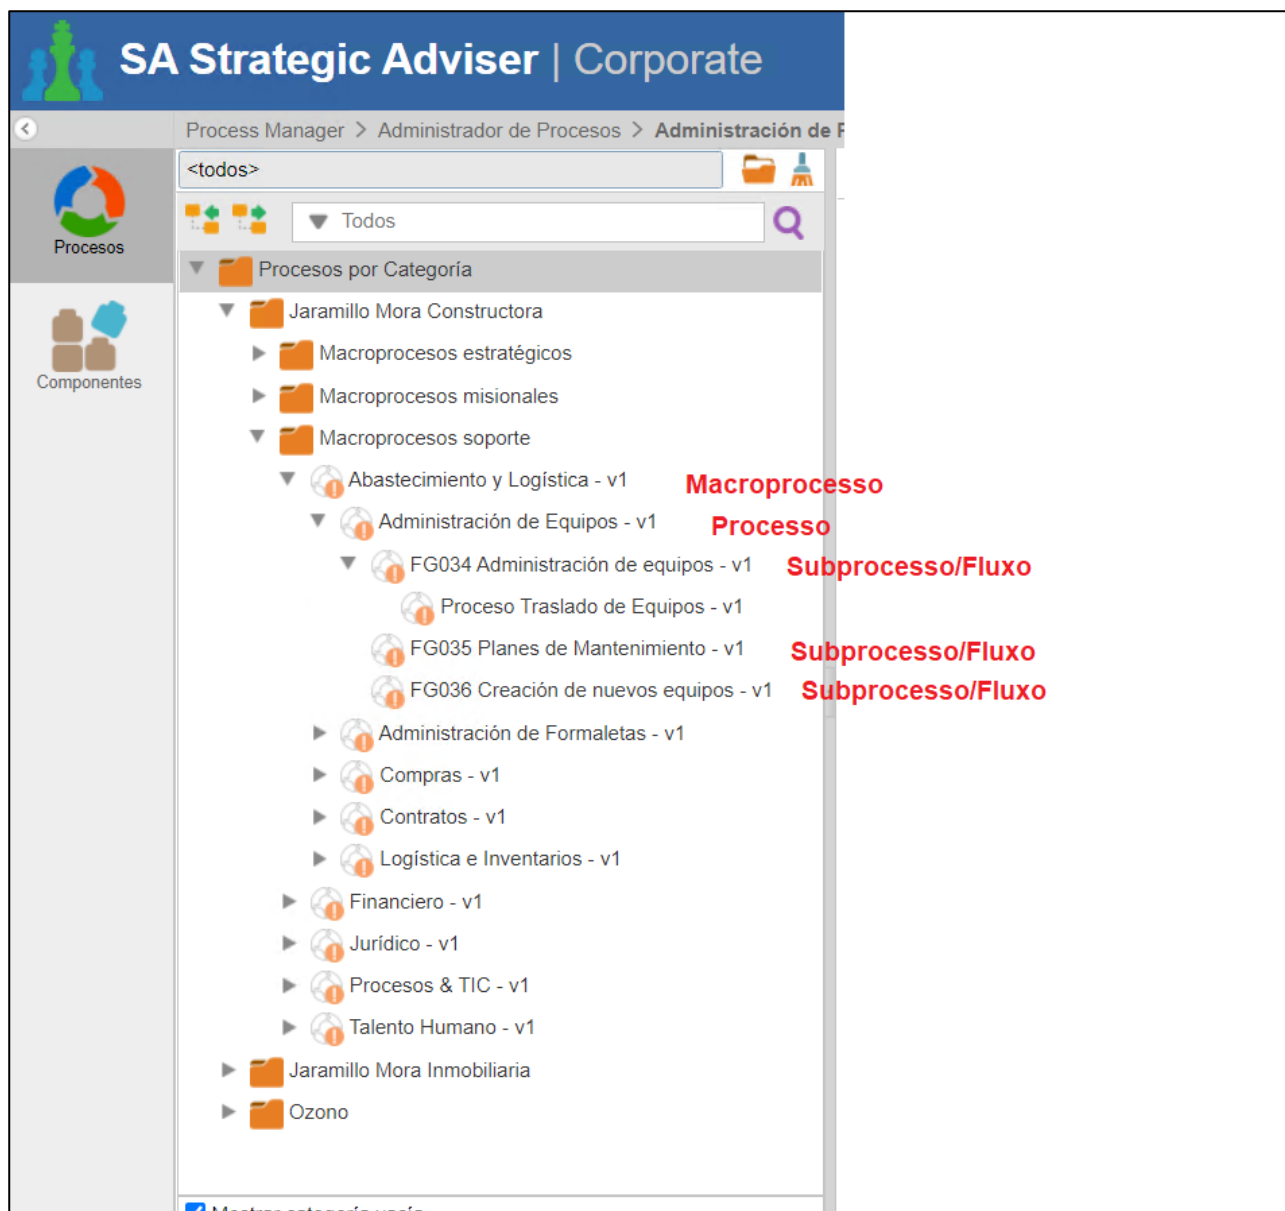 SA Strategic Adviser | Corporate
Process Manager > Administrador de Procesos > Administración de
<todos>
Procesos
Todos
Procesos por Categoría
Jaramillo Mora Constructora
Componentes
Macroprocesos estratégicos
Macroprocesos misionales
Macroprocesos soporte
Abastecimiento y Logística - v1 Macroprocesso
Administración de Equipos - v1 Processo
FG034 Administración de equipos - v1 Subprocesso/Fluxo
Proceso Traslado de Equipos - v1
FG035 Planes de Mantenimiento - v1 Subprocesso/Fluxo
FG036 Creación de nuevos equipos - v1 Subprocesso/Fluxo
Administración de Formaletas - v1
Compras - v1
Contratos - v1
Logística e Inventarios - v1
Financiero - v1
Jurídico - v1
Procesos & TIC - v1
Talento Humano - v1
Jaramillo Mora Inmobiliaria
Ozono
Mostrar categoría vacía